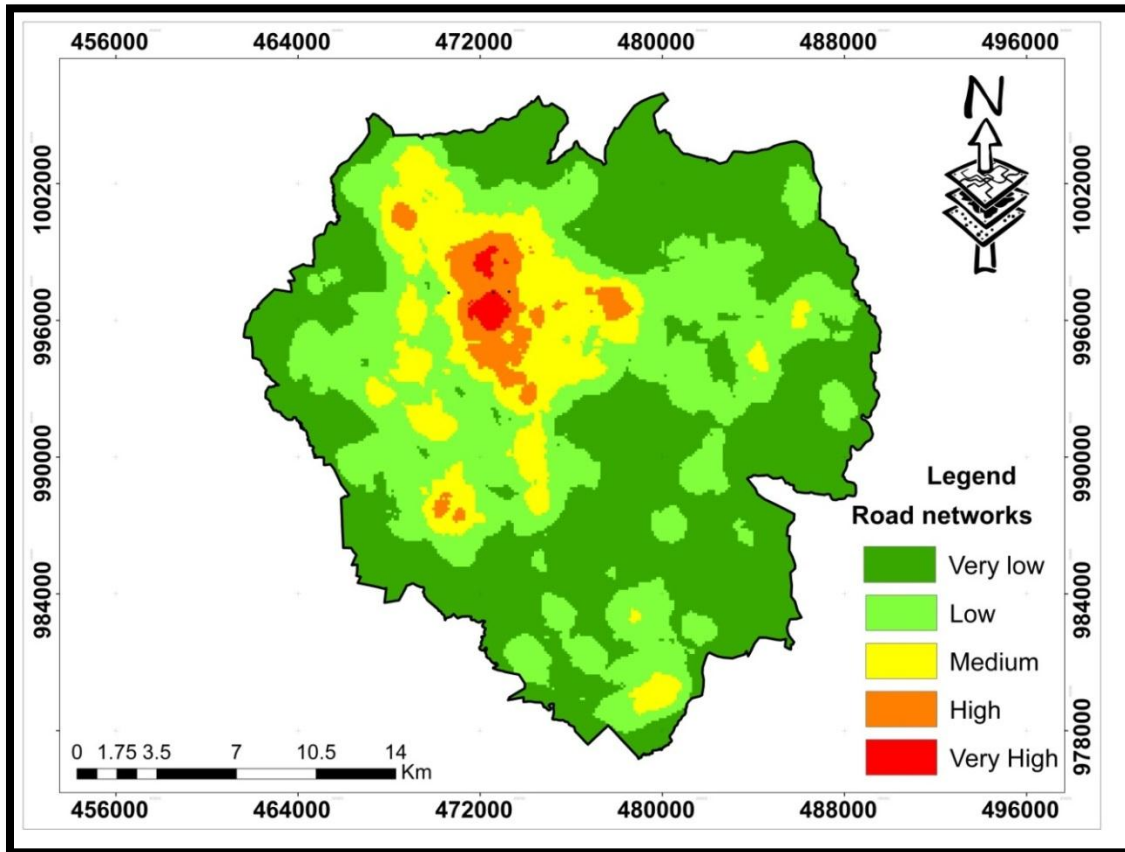 456000 464000 472000 480000 488000 496000
N
1002000 1002000
996000 996000
990000 990000
984000 984000
978000
Legend
Road networks
Very low
Low
Medium
High
Very High
0 1.75 3.5 7 10.5 14
Km
456000 464000 472000 480000 488000 496000